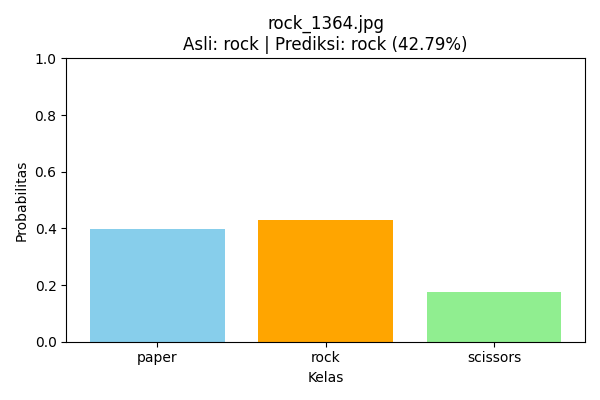 rock_1364.jpg
Asli: rock | Prediksi: rock (42.79%)
1.0
0.8
0.6
0.4
0.2
0.0
Probabilitas
paper
rock
scissors
Kelas